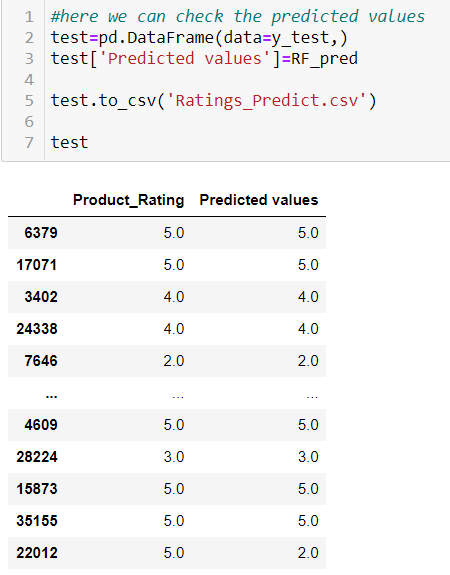 1 #here we can check the predicted values
2 test=pd.DataFrame(data=y_test,)
3 test['Predicted values']=RF_pred
4
5 test.to_csv('Ratings_Predict.csv')
6
7 test
Product_Rating Predicted values
6379 5.0 5.0
17071 5.0 5.0
3402 4.0 4.0
24338 4.0 4.0
7646 2.0 2.0
... ... ...
4609 5.0 5.0
28224 3.0 3.0
15873 5.0 5.0
35155 5.0 5.0
22012 5.0 2.0